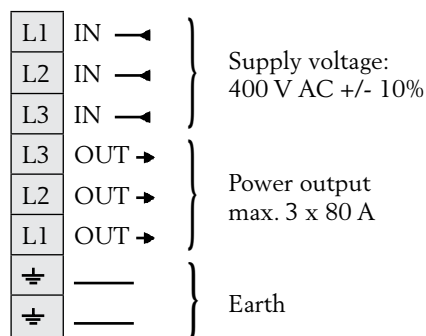 L1 IN
L2 IN
L3 IN
Supply voltage:
400 V AC +/- 10%
L3 OUT
L2 OUT
L1 OUT
Power output
max. 3 x 80 A
Earth